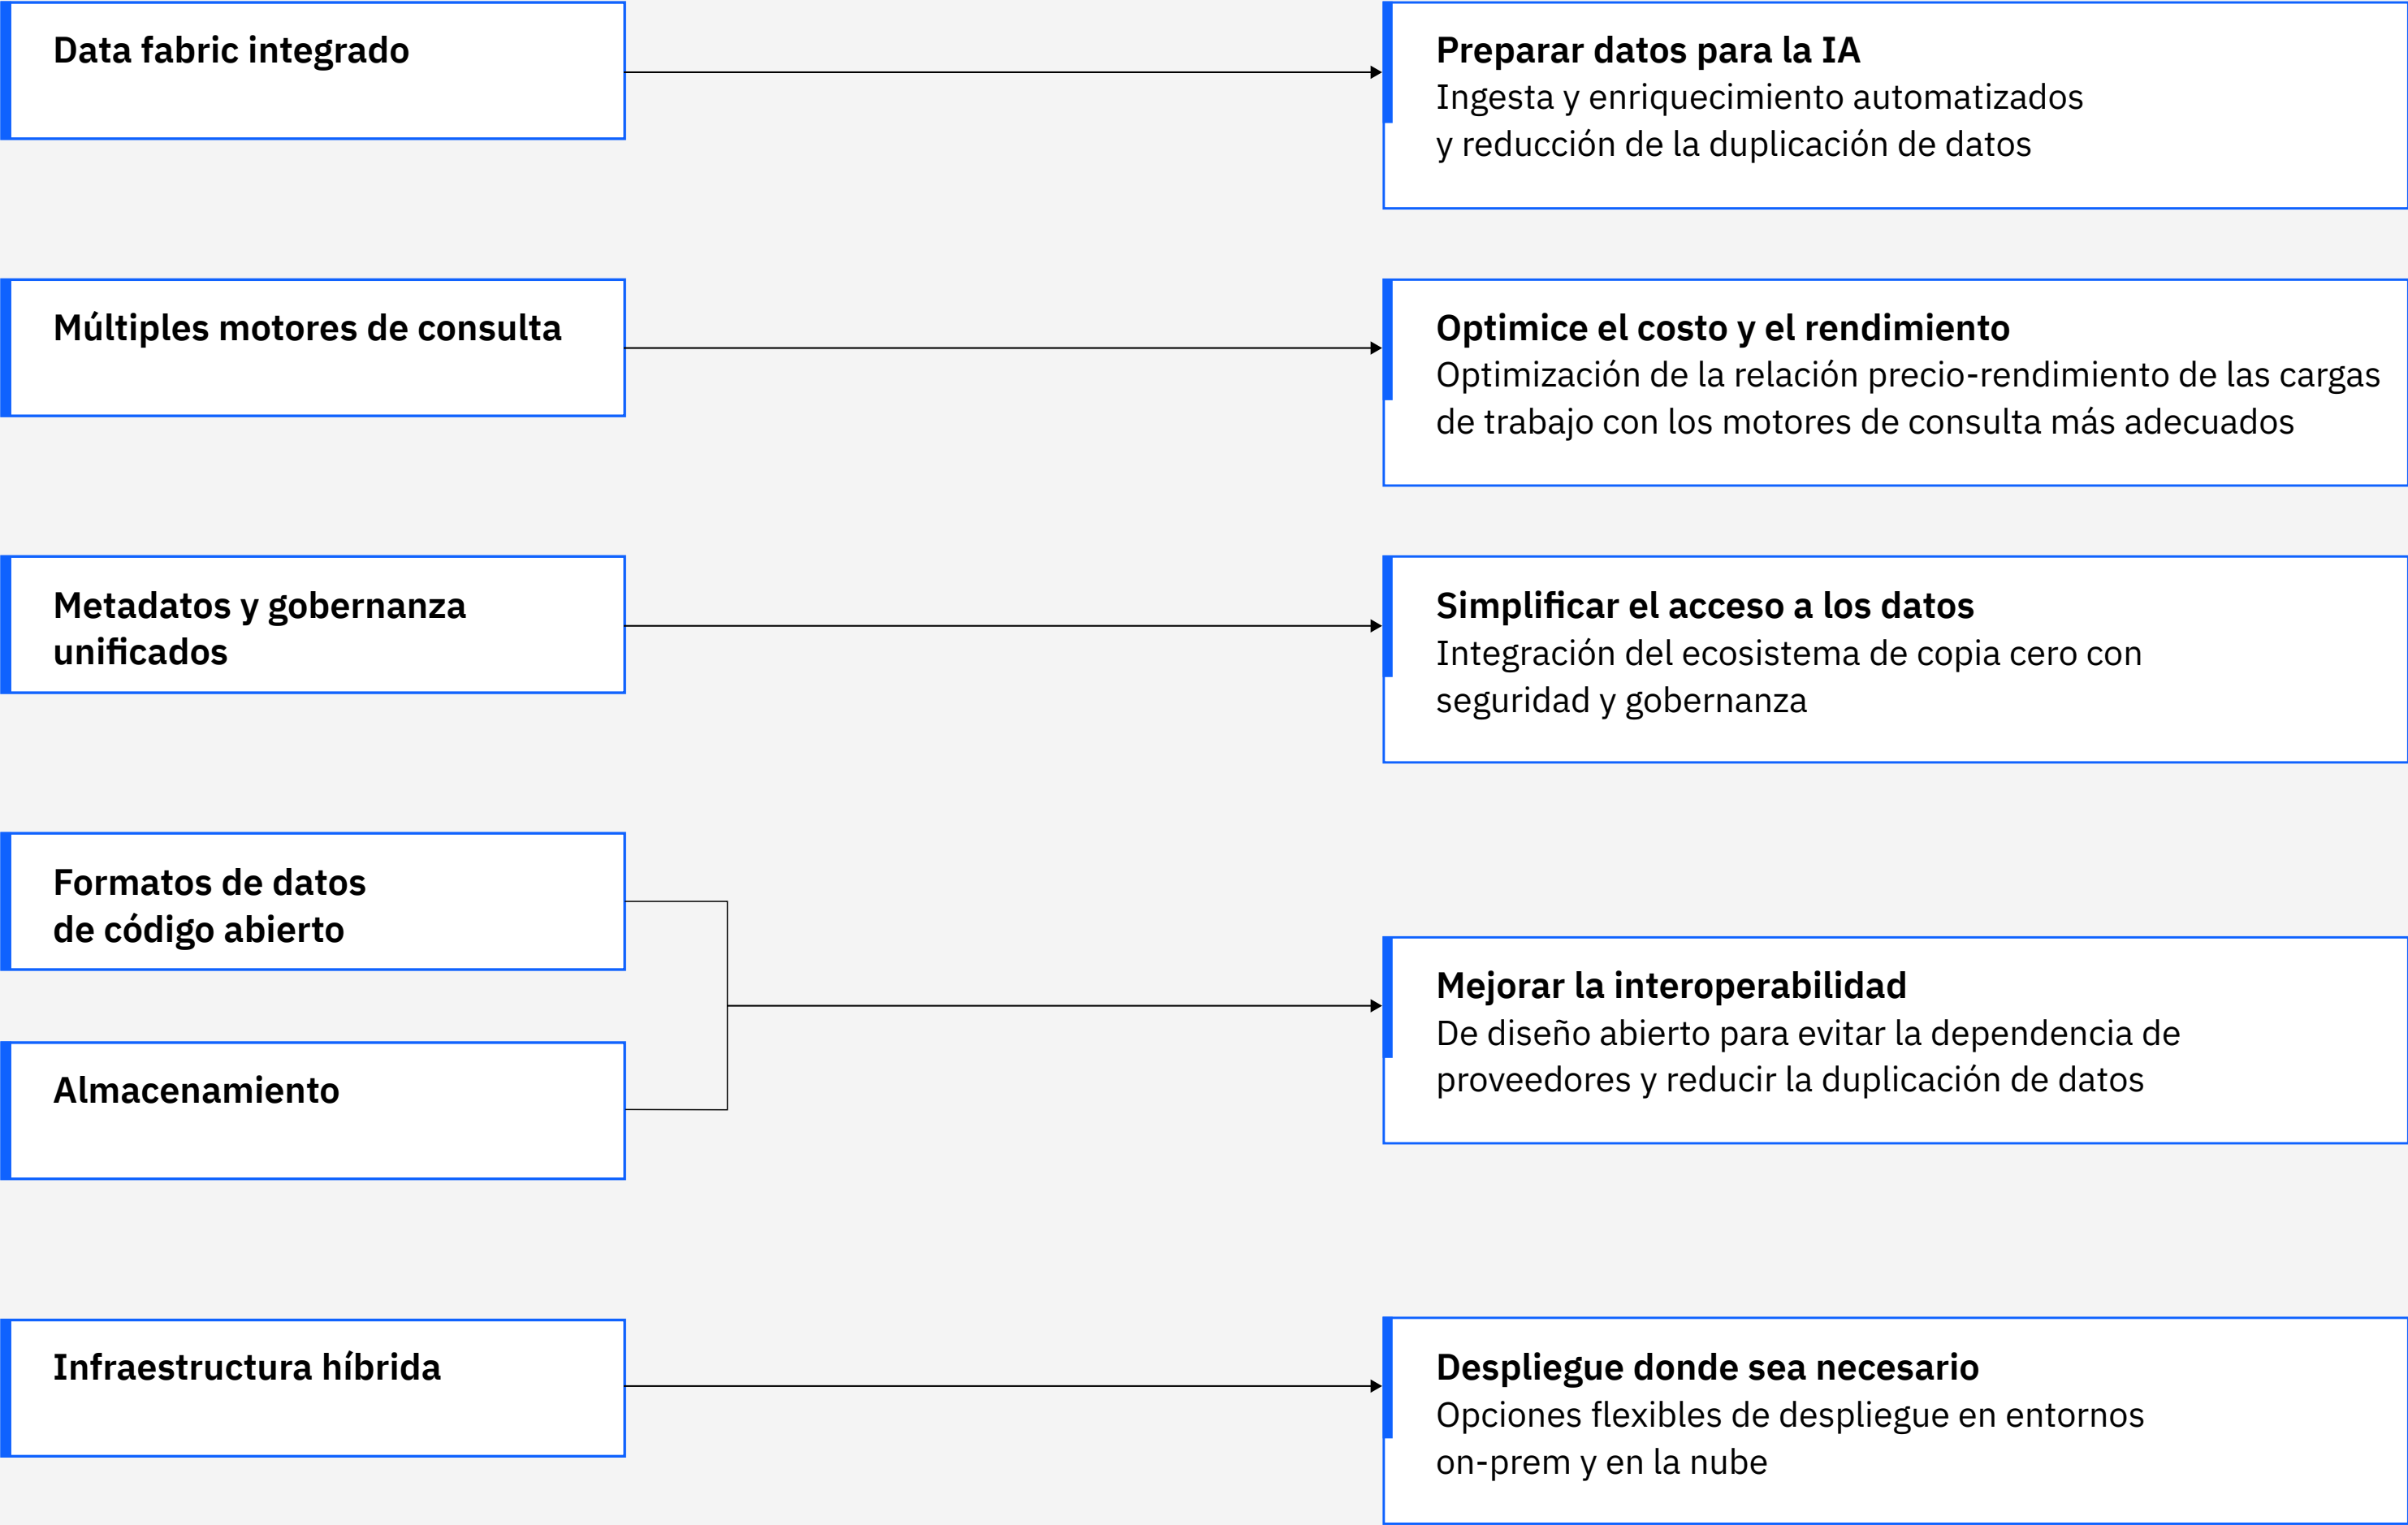 Data fabric integrado
Preparar datos para la IA
Ingesta y enriquecimiento automatizados
y reducción de la duplicación de datos
Múltiples motores de consulta
Optimice el costo y el rendimiento
Optimización de la relación precio-rendimiento de las cargas
de trabajo con los motores de consulta más adecuados
Metadatos y gobernanza
unificados
Simplificar el acceso a los datos
Integración del ecosistema de copia cero con
seguridad y gobernanza
Formatos de datos
de código abierto
Almacenamiento
Mejorar la interoperabilidad
De diseño abierto para evitar la dependencia de
proveedores y reducir la duplicación de datos
Infraestructura híbrida
Despliegue donde sea necesario
Opciones flexibles de despliegue en entornos
on-prem y en la nube